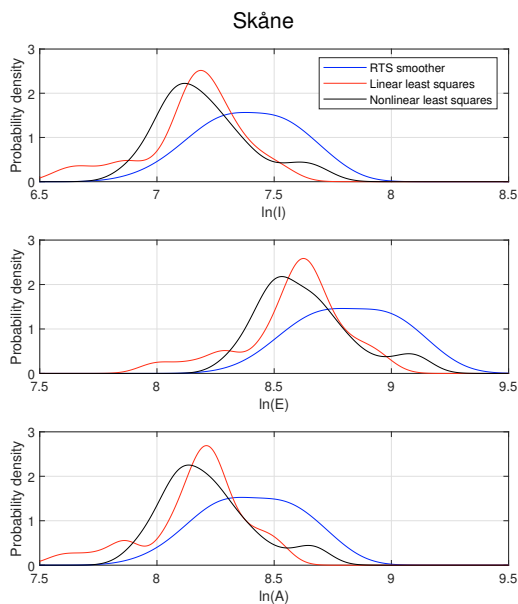 Skåne
3
2
1
0
Probability density
RTS smoother
Linear least squares
Nonlinear least squares
6.5 7 7.5 8 8.5
ln(I)
3
2
1
0
Probability density
7.5 8 8.5 9 9.5
ln(E)
3
2
1
0
Probability density
7.5 8 8.5 9 9.5
ln(A)